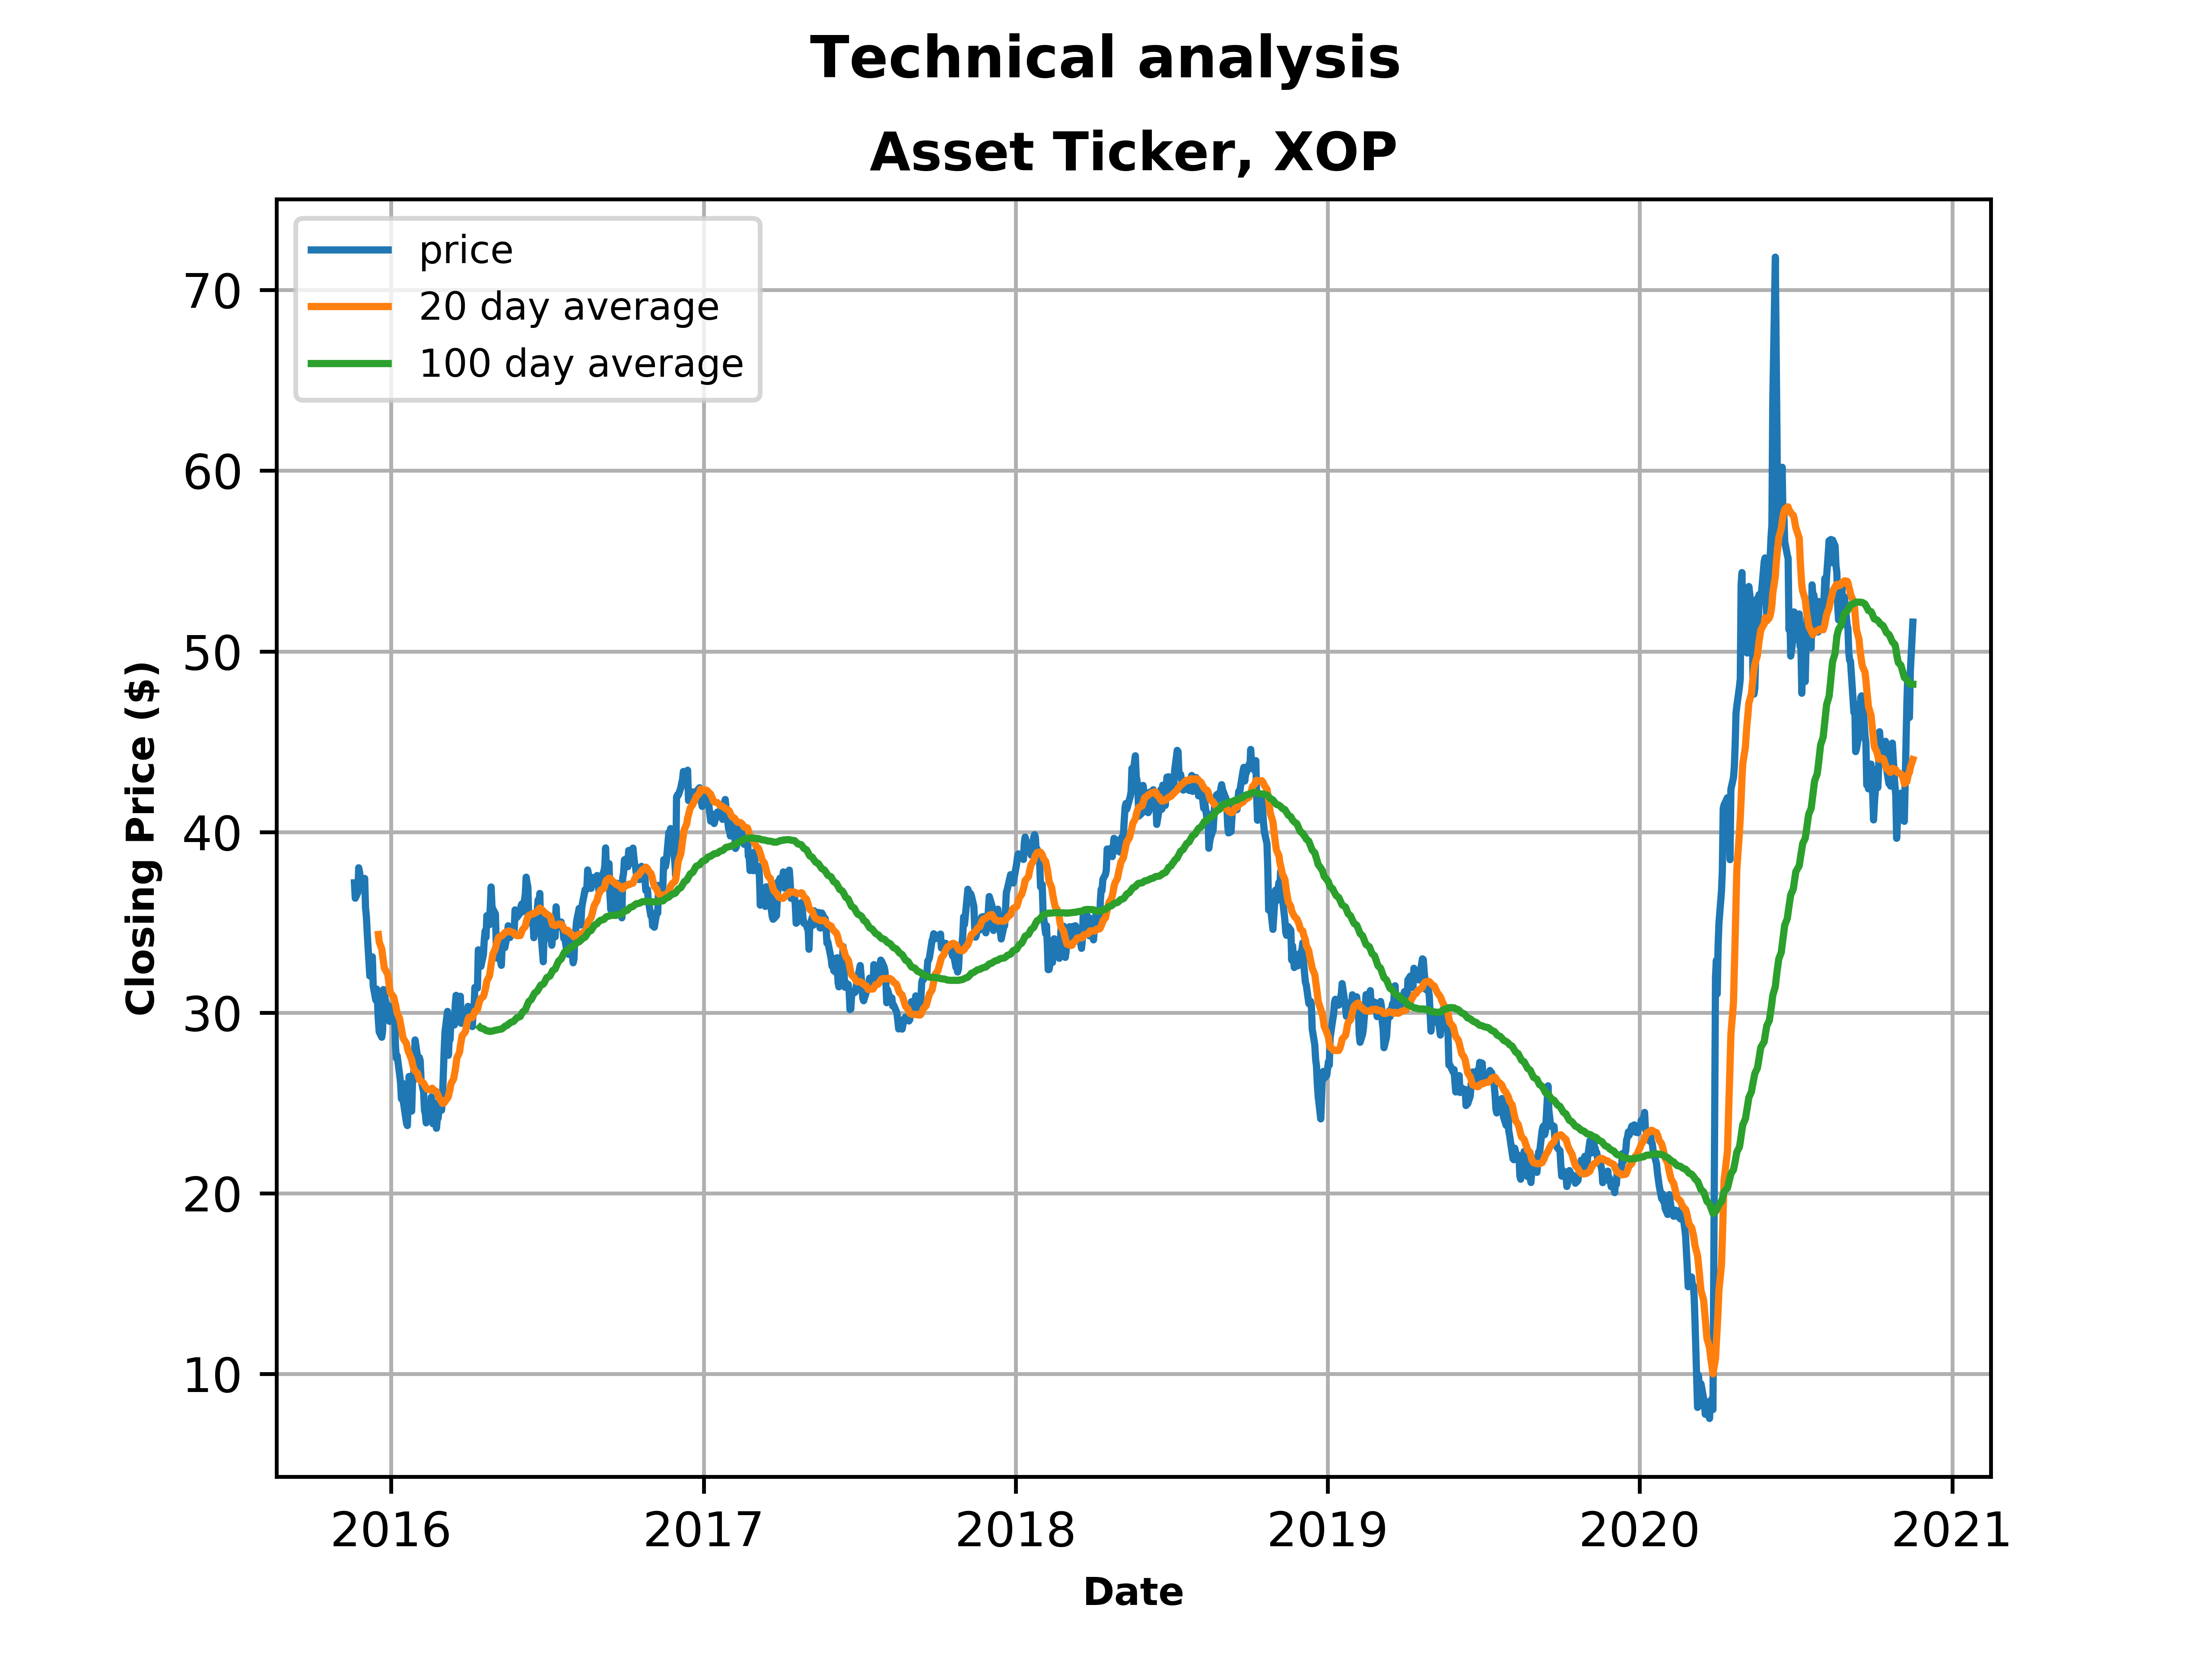 Technical analysis
Asset Ticker, XOP
price
20 day average
100 day average
Closing Price ($)
70
60
50
40
30
20
10
2016
2017
2018
2019
2020
2021
Date